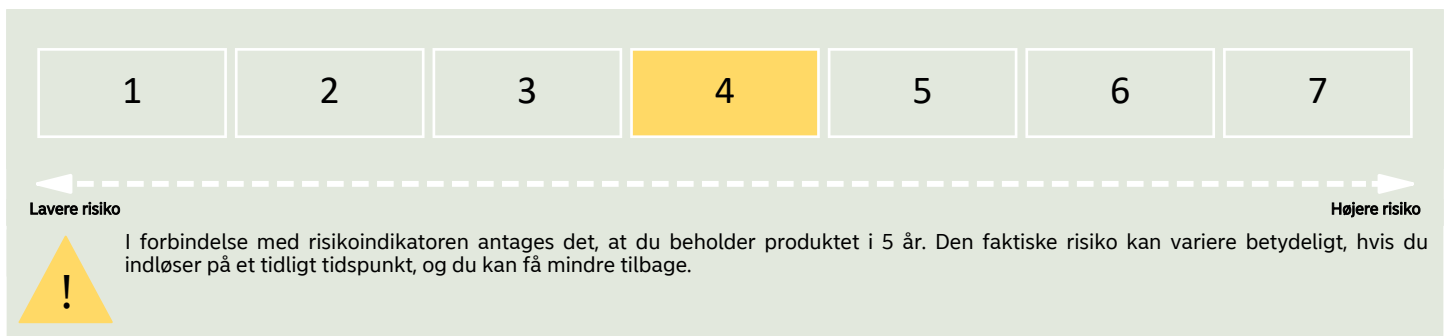 1 2 3 4 5 6 7
Lavere risiko Højere risiko
I forbindelse med risikoindikatoren antages det, at du beholder produktet i 5 år. Den faktiske risiko kan variere betydeligt, hvis du
indløser på et tidligt tidspunkt, og du kan få mindre tilbage.
!